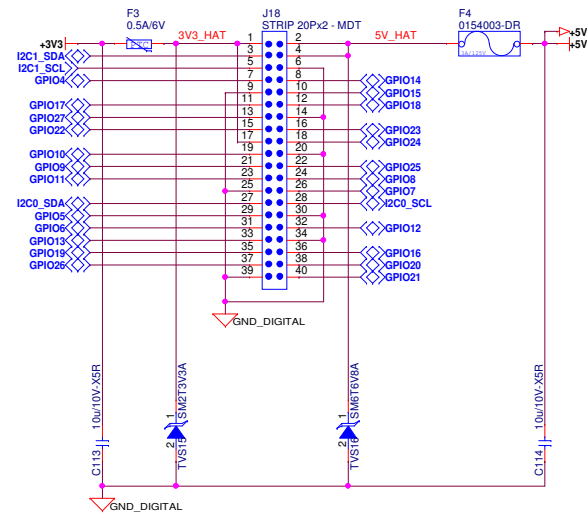 F3
0.5A/6V
J18
STRIP 20Px2 - MDT
F4
0154003-DR
+3V3
PTC
3V3_HAT
5V_HAT
3A/125V
+5V
+5V
1 2
I2C1_SDA 3 4
I2C1_SCL 5 6
GPIO4 7 8 GPIO14
9 10 GPIO15
GPIO17 11 12 GPIO18
GPIO27 13 14
GPIO22 15 16 GPIO23
17 18 GPIO24
GPIO10 19 20
GPIO9 21 22 GPIO25
GPIO11 23 24 GPIO8
25 26 GPIO7
I2C0_SDA 27 28 I2C0_SCL
GPIO5 29 30
GPIO6 31 32 GPIO12
GPIO13 33 34
GPIO19 35 36 GPIO16
GPIO26 37 38 GPIO20
39 40 GPIO21
GND_DIGITAL
C113
10u/10V-X5R
1
2
TVS15
SM2T3V3A
1
2
SM6T6V8A
C114
10u/10V-X5R
GND_DIGITAL